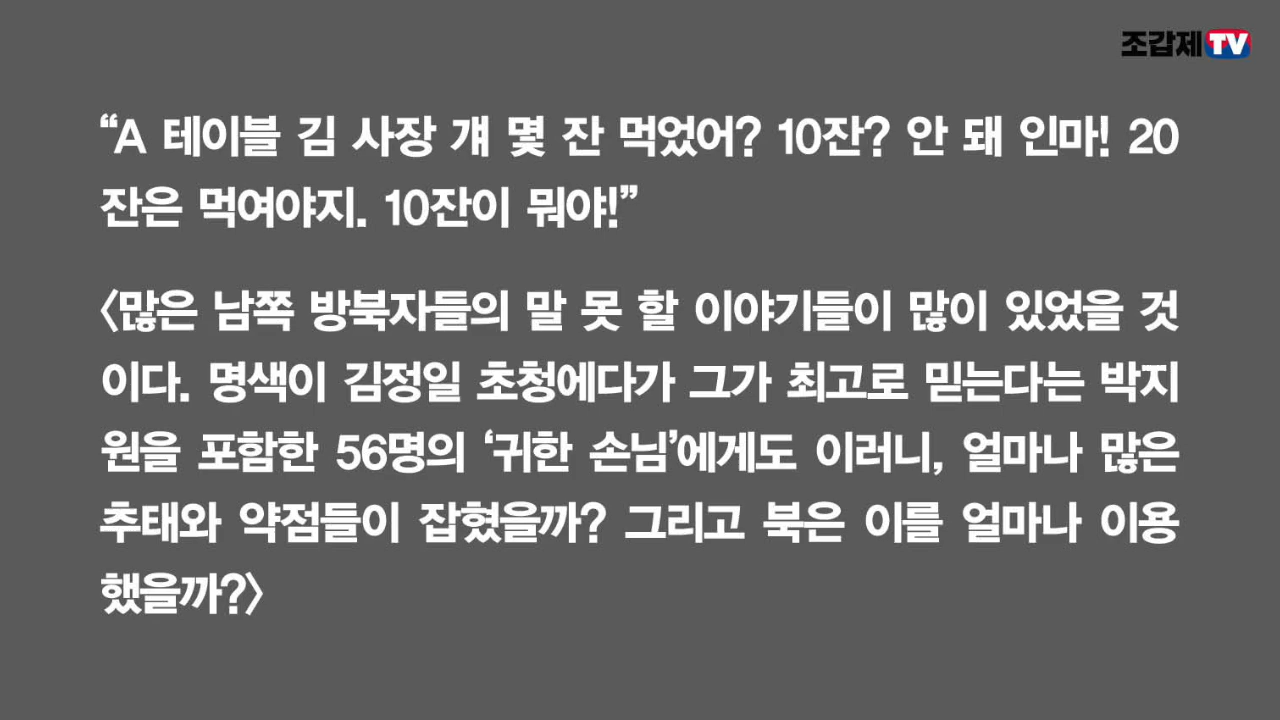 조갑제TV
“A 테이블 김 사장 걔 몇 잔 먹었어? 10잔? 안 돼 인마! 20
잔은 먹여야지. 10잔이 뭐야!”
〈많은 남쪽 방북자들의 말 못 할 이야기들이 많이 있었을 것
이다. 명색이 김정일 초청에다가 그가 최고로 믿는다는 박지
원을 포함한 56명의 ‘귀한 손님’에게도 이러니, 얼마나 많은
추태와 약점들이 잡혔을까? 그리고 북은 이를 얼마나 이용
했을까?〉